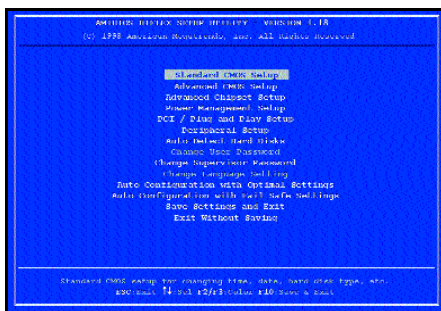 AMIBIOS HIFLEX SETUP UTILITY - VERSION 1.18
(C) 1998 American Megatrends, Inc. All Rights Reserved
Standard CMOS Setup
Advanced CMOS Setup
Advanced Chipset Setup
Power Management Setup
PCI / Plug and Play Setup
Peripheral Setup
Auto-Detect Hard Disks
Change User Password
Change Supervisor Password
Change Language Setting
Auto Configuration with Optimal Settings
Auto Configuration with Fail Safe Settings
Save Settings and Exit
Exit Without Saving
Standard CMOS setup for changing time, date, hard disk type, etc.
ESC:Exit ↑↓:Sel F2/F3:Color F10:Save & Exit